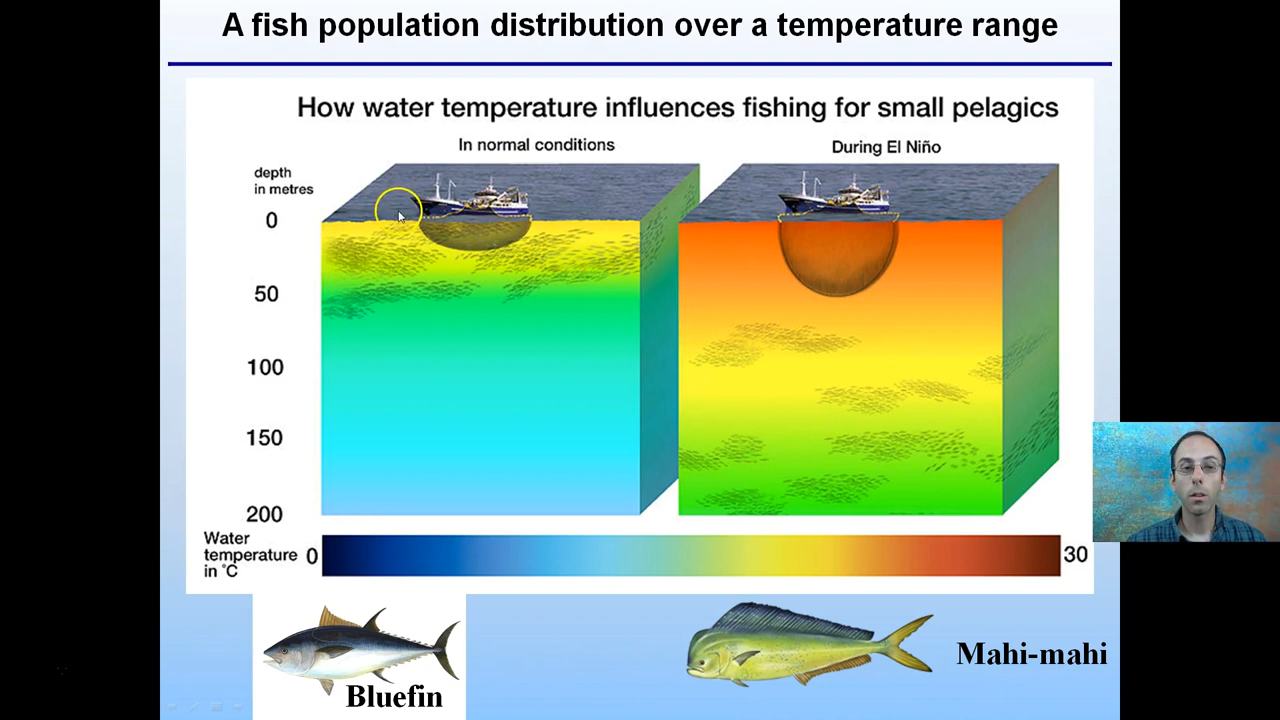 A fish population distribution over a temperature range
How water temperature influences fishing for small pelagics
In normal conditions
During El Niño
depth
in metres
0
50
100
150
200
Water
temperature
in °C
0
30
Bluefin
Mahi-mahi